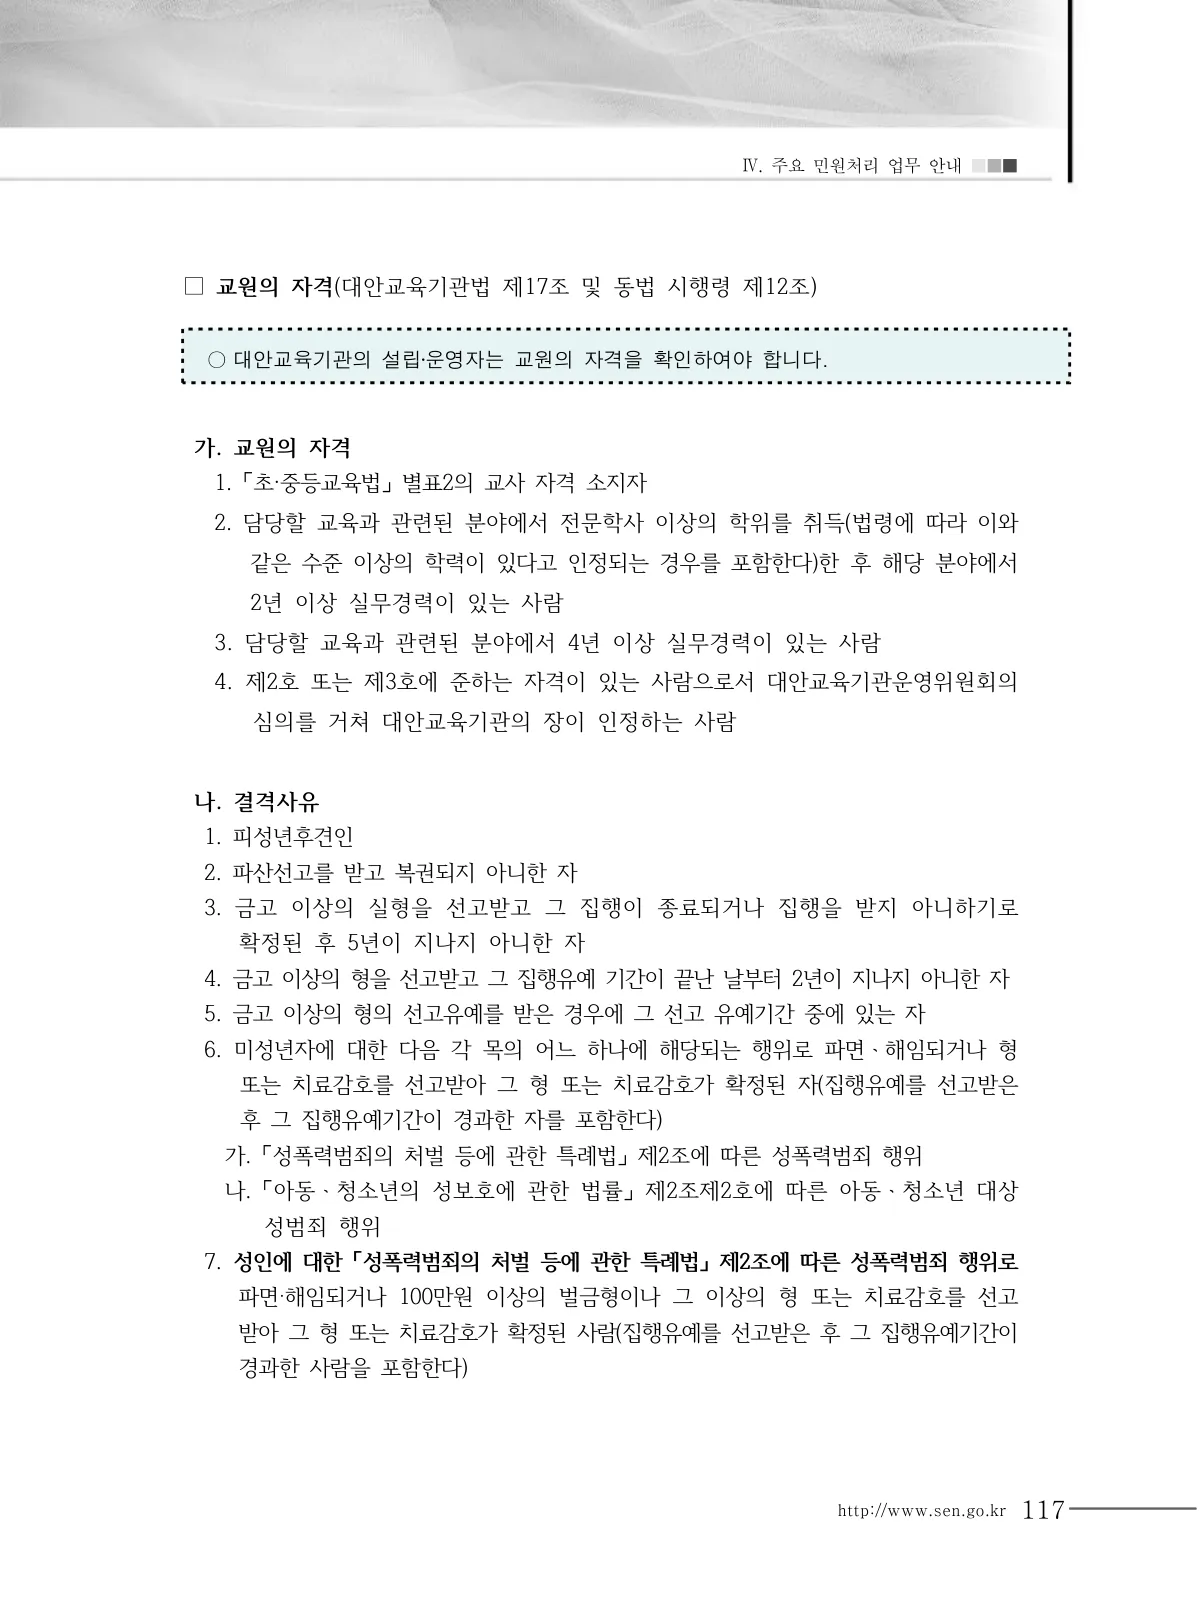 Ⅳ. 주요 민원처리 업무 안내
□ 교원의 자격(대안교육기관법 제17조 및 동법 시행령 제12조)
○ 대안교육기관의 설립·운영자는 교원의 자격을 확인하여야 합니다.
가. 교원의 자격
1.「초·중등교육법」별표2의 교사 자격 소지자
2. 담당할 교육과 관련된 분야에서 전문학사 이상의 학위를 취득(법령에 따라 이와
같은 수준 이상의 학력이 있다고 인정되는 경우를 포함한다)한 후 해당 분야에서
2년 이상 실무경력이 있는 사람
3. 담당할 교육과 관련된 분야에서 4년 이상 실무경력이 있는 사람
4. 제2호 또는 제3호에 준하는 자격이 있는 사람으로서 대안교육기관운영위원회의
심의를 거쳐 대안교육기관의 장이 인정하는 사람
나. 결격사유
1. 피성년후견인
2. 파산선고를 받고 복권되지 아니한 자
3. 금고 이상의 실형을 선고받고 그 집행이 종료되거나 집행을 받지 아니하기로
확정된 후 5년이 지나지 아니한 자
4. 금고 이상의 형을 선고받고 그 집행유예 기간이 끝난 날부터 2년이 지나지 아니한 자
5. 금고 이상의 형의 선고유예를 받은 경우에 그 선고 유예기간 중에 있는 자
6. 미성년자에 대한 다음 각 목의 어느 하나에 해당되는 행위로 파면ㆍ해임되거나 형
또는 치료감호를 선고받아 그 형 또는 치료감호가 확정된 자(집행유예를 선고받은
후 그 집행유예기간이 경과한 자를 포함한다)
가.「성폭력범죄의 처벌 등에 관한 특례법」제2조에 따른 성폭력범죄 행위
나.「아동ㆍ청소년의 성보호에 관한 법률」제2조제2호에 따른 아동ㆍ청소년 대상
성범죄 행위
7. 성인에 대한「성폭력범죄의 처벌 등에 관한 특례법」제2조에 따른 성폭력범죄 행위로
파면·해임되거나 100만원 이상의 벌금형이나 그 이상의 형 또는 치료감호를 선고
받아 그 형 또는 치료감호가 확정된 사람(집행유예를 선고받은 후 그 집행유예기간이
경과한 사람을 포함한다)
http://www.sen.go.kr 117